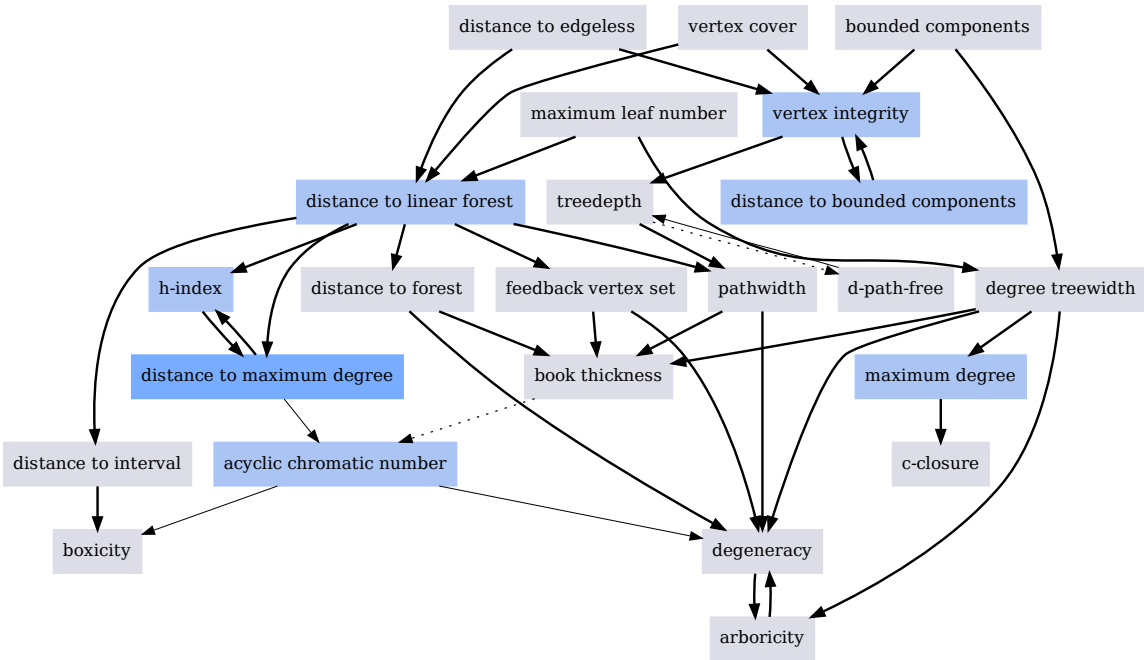 distance to edgeless
vertex cover
bounded components
maximum leaf number
vertex integrity
distance to linear forest
treedepth
distance to bounded components
h-index
distance to forest
feedback vertex set
pathwidth
d-path-free
degree treewidth
distance to maximum degree
book thickness
maximum degree
distance to interval
acyclic chromatic number
c-closure
boxicity
degeneracy
arboricity